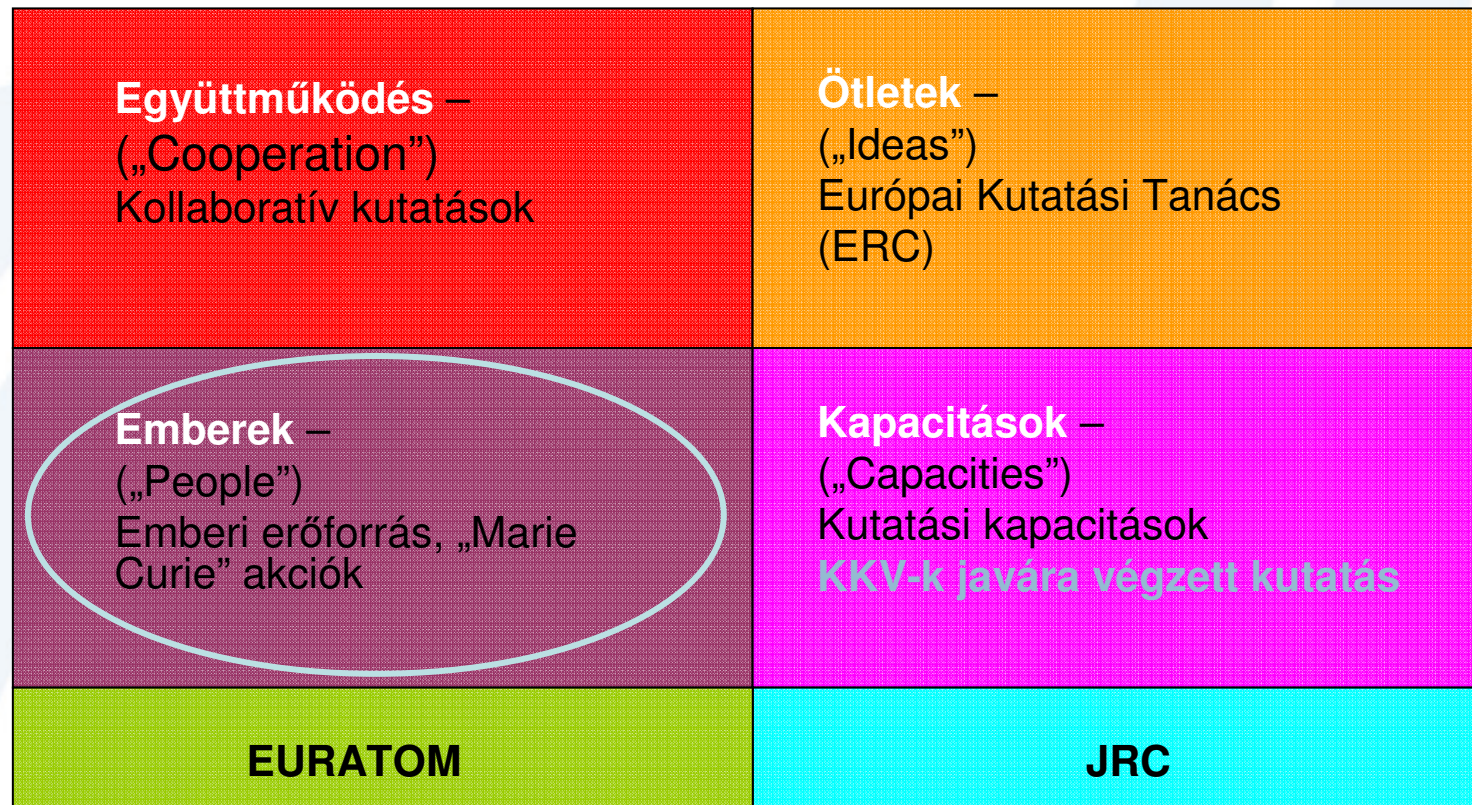 Együttműködés –
(„Cooperation”)
Kollaboratív kutatások
Ötletek –
(„Ideas”)
Európai Kutatási Tanács
(ERC)
Emberek –
(„People”)
Emberi erőforrás, „Marie
Curie” akciók
Kapacitások –
(„Capacities”)
Kutatási kapacitások
KKV-k javára végzett kutatás
EURATOM
JRC